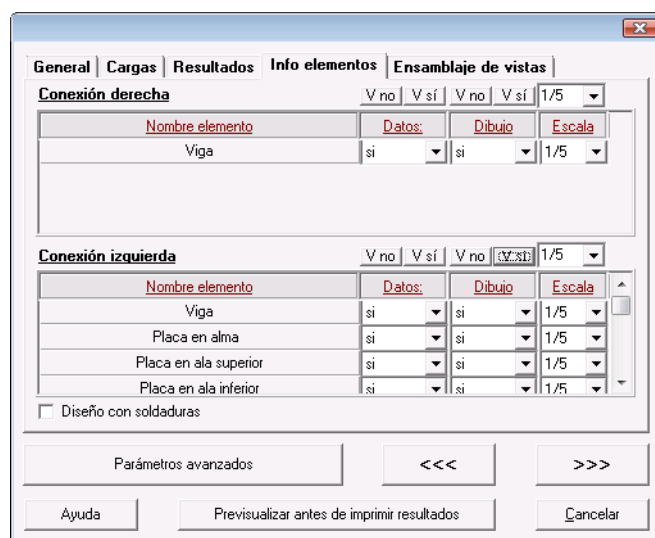 General Cargas Resultados Info elementos Ensamblaje de vistas
Conexión derecha V no V sí V no V sí 1/5
Nombre elemento Datos: Dibujo Escala
Viga si si 1/5
Conexión izquierda V no V sí V no V sí 1/5
Nombre elemento Datos: Dibujo Escala
Viga si si 1/5
Placa en alma si si 1/5
Placa en ala superior si si 1/5
Placa en ala inferior si si 1/5
Diseño con soldaduras
Parámetros avanzados <<< >>>
Ayuda Previsualizar antes de imprimir resultados Cancelar